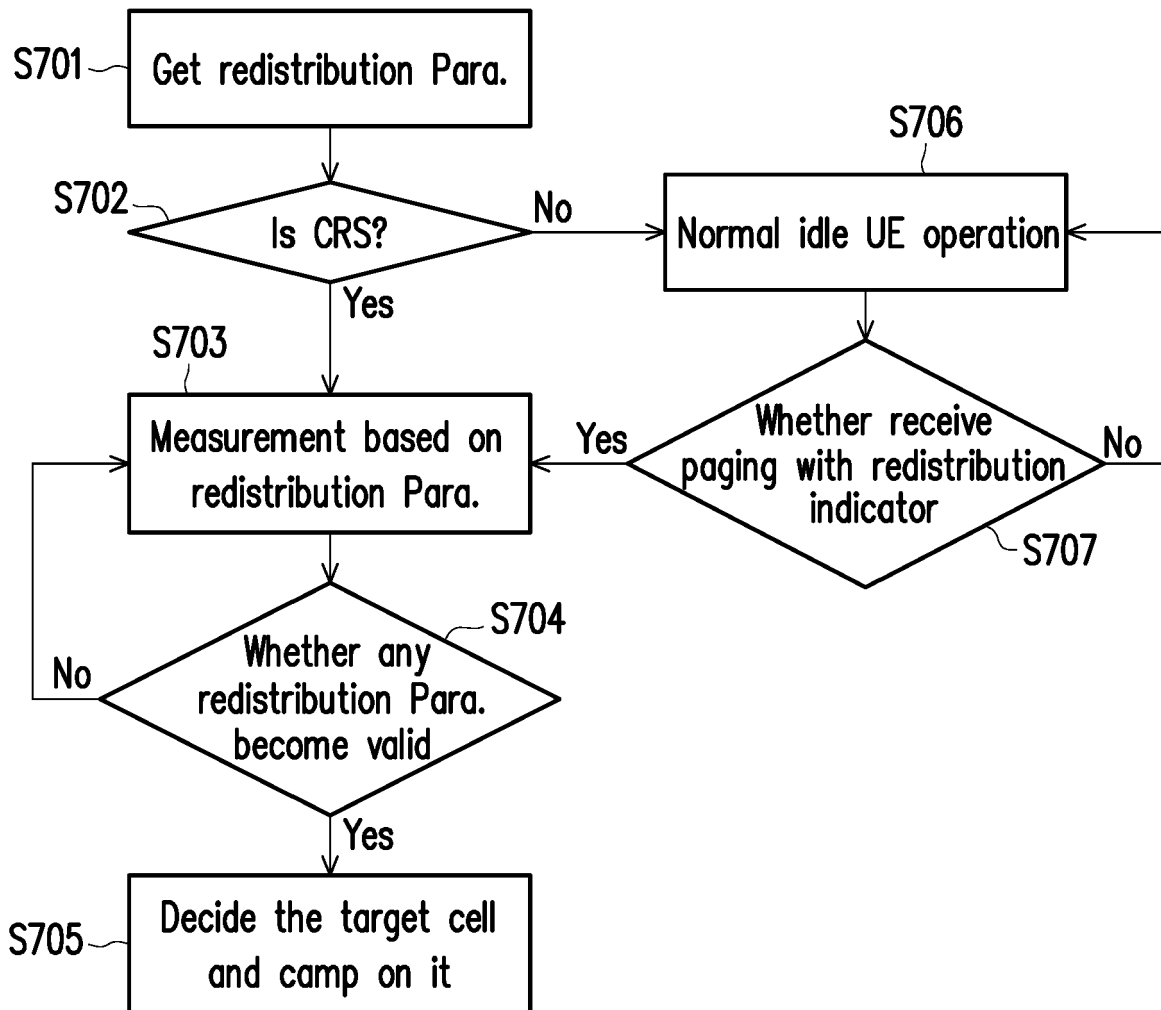 S701
Get redistribution Para.
S702
Is CRS?
No
Yes
S706
Normal idle UE operation
S703
Measurement based on
redistribution Para.
Yes
Whether receive
paging with redistribution
indicator
No
S707
S704
Whether any
redistribution Para.
become valid
No
Yes
S705
Decide the target cell
and camp on it